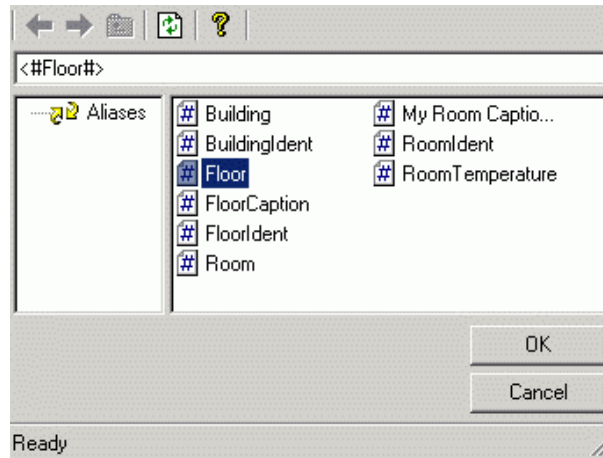 <#Floor#>
Aliases
Building
BuildingIdent
Floor
FloorCaption
FloorIdent
Room
My Room Captio...
RoomIdent
RoomTemperature
OK
Cancel
Ready